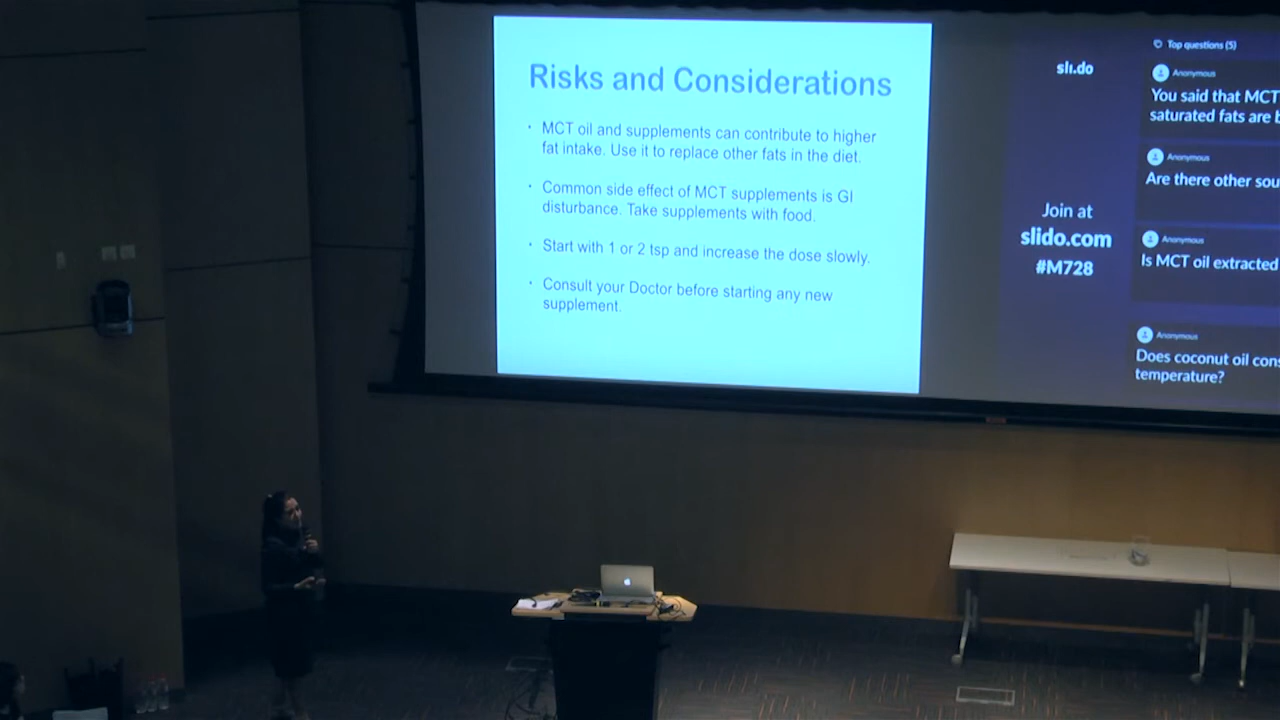 Risks and Considerations
· MCT oil and supplements can contribute to higher
fat intake. Use it to replace other fats in the diet.
· Common side effect of MCT supplements is GI
disturbance. Take supplements with food.
· Start with 1 or 2 tsp and increase the dose slowly.
· Consult your Doctor before starting any new
supplement.
sli.do
Join at
slido.com
#M728
Top questions (5)
Anonymous
You said that MCT
saturated fats are
Anonymous
Are there other
Anonymous
Is MCT oil extracted
Anonymous
Does coconut oil
temperature?